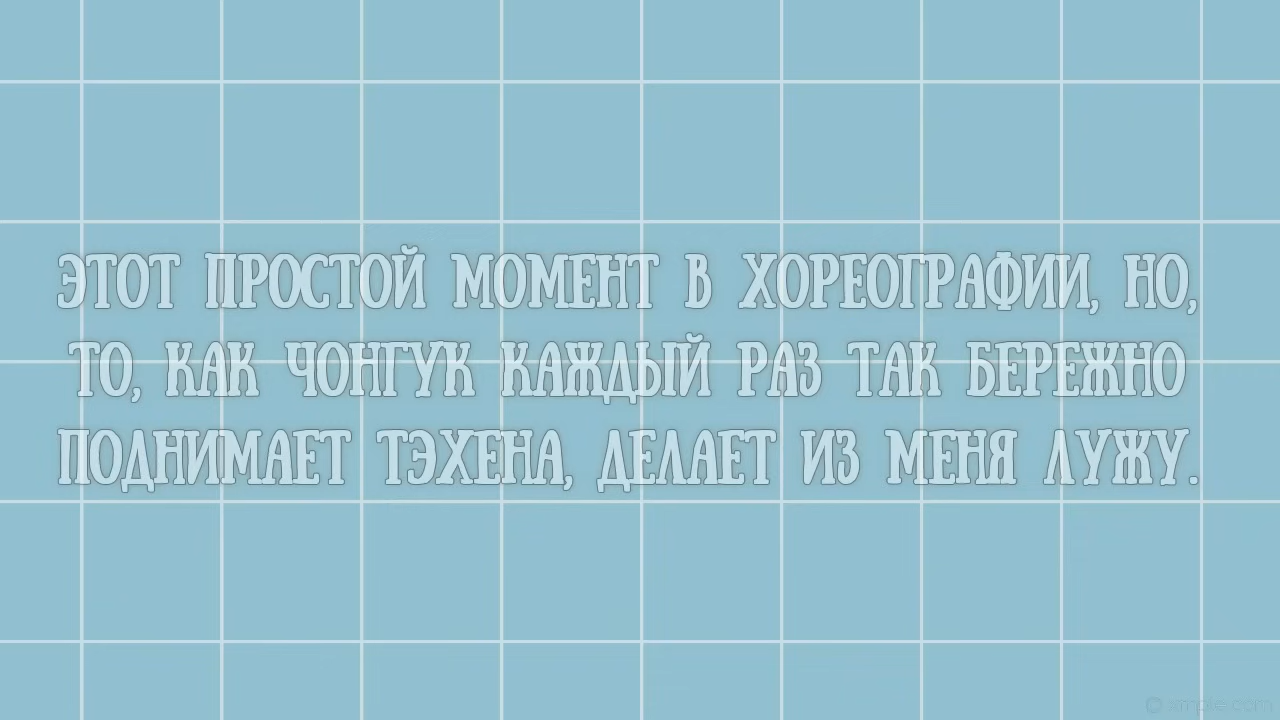 ЭТОТ ПРОСТОЙ МОМЕНТ В ХОРЕОГРАФИИ, НО,
ТО, КАК ЧОНГУК КАЖДЫЙ РАЗ ТАК БЕРЕЖНО
ПОДНИМАЕТ ТЭХЕНА, ДЕЛАЕТ ИЗ МЕНЯ ЛУЖУ.